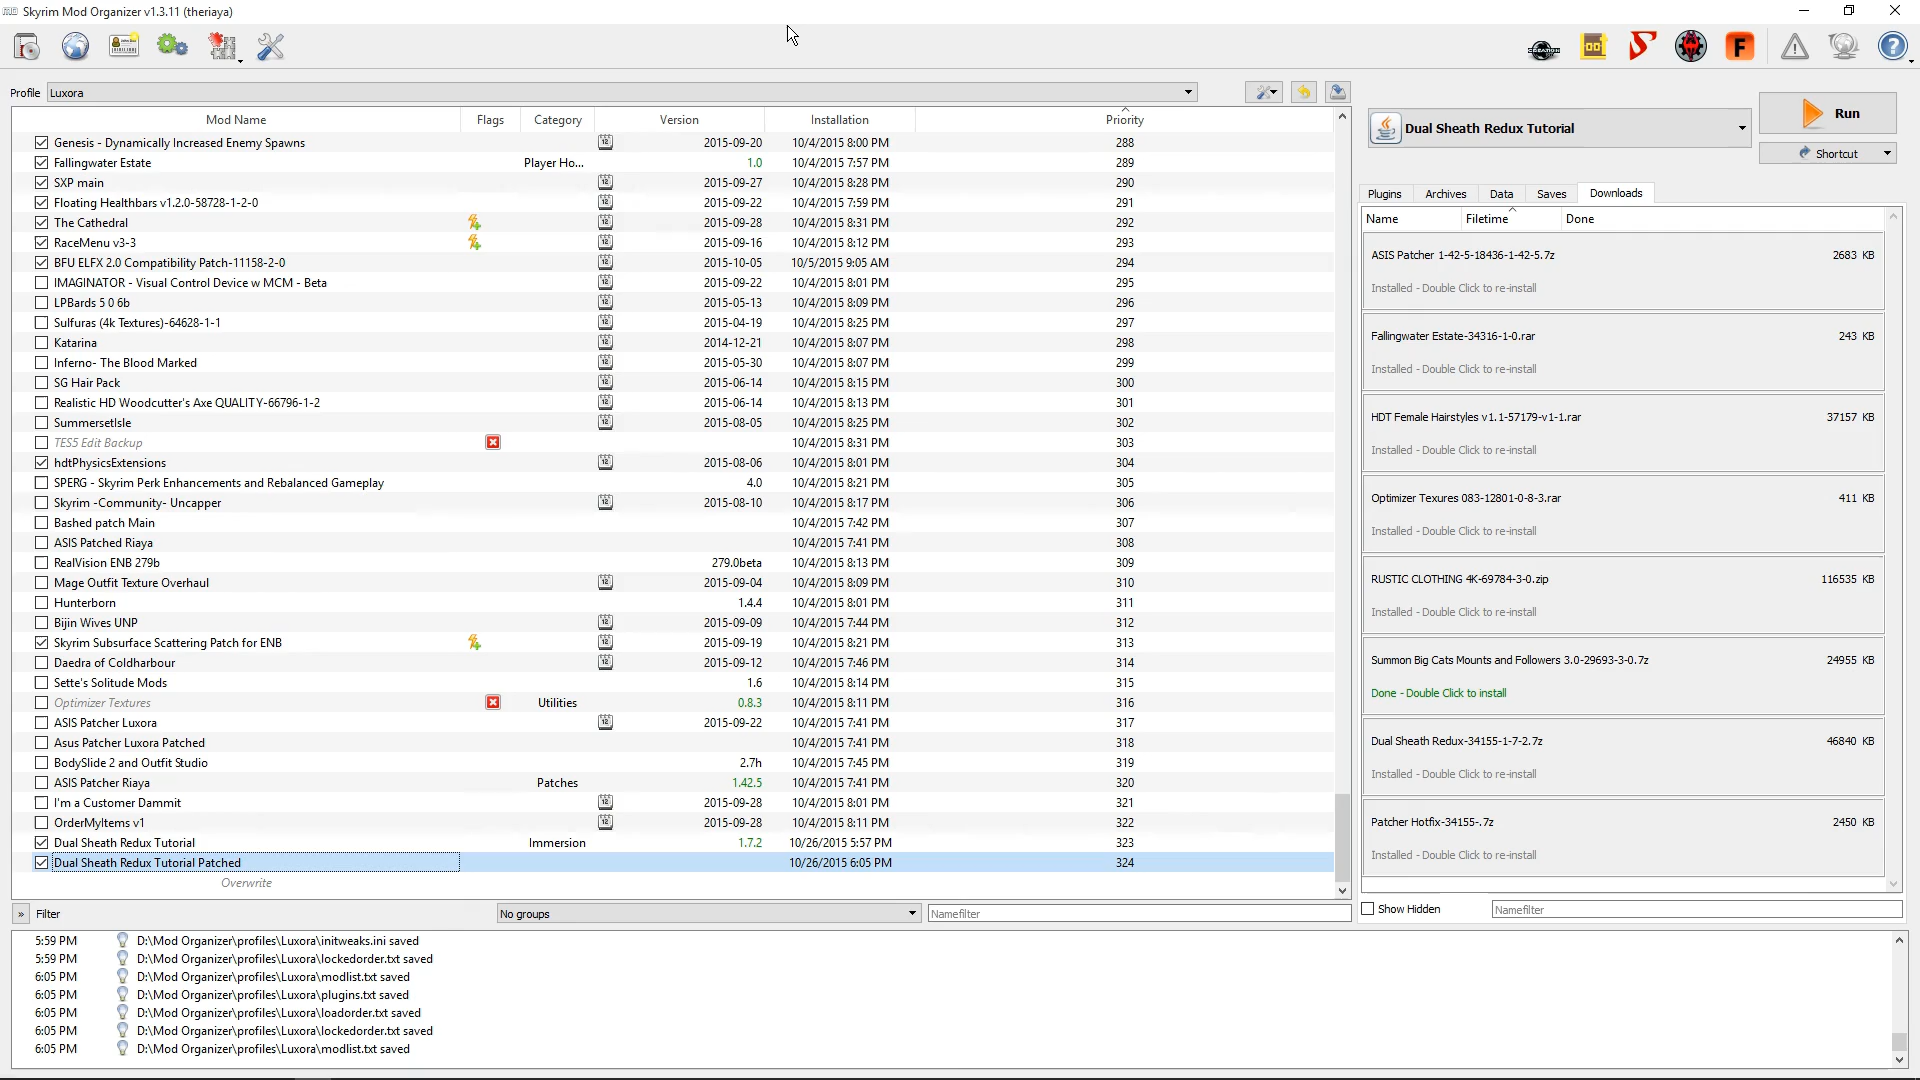 Skyrim Mod Organizer v1.3.11 (theriaya)
Profile Luxora
Mod Name Flags Category Version Installation Priority
Genesis - Dynamically Increased Enemy Spawns 2015-09-20 10/4/2015 8:00 PM 288
Fallingwater Estate Player Ho... 1.0 10/4/2015 7:57 PM 289
SXP main 2015-09-27 10/4/2015 8:28 PM 290
Floating Healthbars v1.2.0-58728-1-2-0 2015-09-22 10/4/2015 7:59 PM 291
The Cathedral 2015-09-28 10/4/2015 8:31 PM 292
RaceMenu v3-3 2015-09-16 10/4/2015 8:12 PM 293
BFU ELFX 2.0 Compatibility Patch-11158-2-0 2015-10-05 10/5/2015 9:05 AM 294
IMAGINATOR - Visual Control Device w MCM - Beta 2015-09-22 10/4/2015 8:01 PM 295
LPBards 5 0 6b 2015-05-13 10/4/2015 8:09 PM 296
Sulfuras (4k Textures)-64628-1-1 2015-04-19 10/4/2015 8:25 PM 297
Katarina 2014-12-21 10/4/2015 8:07 PM 298
Inferno- The Blood Marked 2015-05-30 10/4/2015 8:07 PM 299
SG Hair Pack 2015-06-14 10/4/2015 8:15 PM 300
Realistic HD Woodcutter's Axe QUALITY-66796-1-2 2015-06-14 10/4/2015 8:13 PM 301
SummersetIsle 2015-08-05 10/4/2015 8:25 PM 302
TES5 Edit Backup 10/4/2015 8:31 PM 303
hdtPhysicsExtensions 2015-08-06 10/4/2015 8:01 PM 304
SPERG - Skyrim Perk Enhancements and Rebalanced Gameplay 4.0 10/4/2015 8:21 PM 305
Skyrim -Community- Uncapper 2015-08-10 10/4/2015 8:17 PM 306
Bashed patch Main 10/4/2015 7:42 PM 307
ASIS Patched Riaya 10/4/2015 7:41 PM 308
RealVision ENB 279b 279.0beta 10/4/2015 8:13 PM 309
Mage Outfit Texture Overhaul 2015-09-04 10/4/2015 8:09 PM 310
Hunterborn 1.4.4 10/4/2015 8:01 PM 311
Bijin Wives UNP 2015-09-09 10/4/2015 7:44 PM 312
Skyrim Subsurface Scattering Patch for ENB 2015-09-19 10/4/2015 8:21 PM 313
Daedra of Coldharbour 2015-09-12 10/4/2015 7:46 PM 314
Sette's Solitude Mods 1.6 10/4/2015 8:14 PM 315
Optimizer Textures Utilities 0.8.3 10/4/2015 8:11 PM 316
ASIS Patcher Luxora 2015-09-22 10/4/2015 7:41 PM 317
Asus Patcher Luxora Patched 10/4/2015 7:41 PM 318
BodySlide 2 and Outfit Studio 2.7h 10/4/2015 7:45 PM 319
ASIS Patcher Riaya Patches 1.42.5 10/4/2015 7:41 PM 320
I'm a Customer Dammit 2015-09-28 10/4/2015 8:01 PM 321
OrderMyItems v1 2015-09-28 10/4/2015 8:11 PM 322
Dual Sheath Redux Tutorial Immersion 1.7.2 10/26/2015 5:57 PM 323
Dual Sheath Redux Tutorial Patched 10/26/2015 6:05 PM 324
Overwrite
» Filter No groups Namefilter
Dual Sheath Redux Tutorial
Run
Shortcut
Plugins Archives Data Saves Downloads
Name Filetime Done
ASIS Patcher 1-42-5-18436-1-42-5.7z 2683 KB
Installed - Double Click to re-install
Fallingwater Estate-34316-1-0.rar 243 KB
Installed - Double Click to re-install
HDT Female Hairstyles v1.1-57179-v1-1.rar 37157 KB
Installed - Double Click to re-install
Optimizer Texures 083-12801-0-8-3.rar 411 KB
Installed - Double Click to re-install
RUSTIC CLOTHING 4K-69784-3-0.zip 116535 KB
Installed - Double Click to re-install
Summon Big Cats Mounts and Followers 3.0-29693-3-0.7z 24955 KB
Done - Double Click to install
Dual Sheath Redux-34155-1-7-2.7z 46840 KB
Installed - Double Click to re-install
Patcher Hotfix-34155-.7z 2450 KB
Installed - Double Click to re-install
Show Hidden Namefilter
5:59 PM D:\Mod Organizer\profiles\Luxora\initweaks.ini saved
5:59 PM D:\Mod Organizer\profiles\Luxora\lockedorder.txt saved
6:05 PM D:\Mod Organizer\profiles\Luxora\modlist.txt saved
6:05 PM D:\Mod Organizer\profiles\Luxora\plugins.txt saved
6:05 PM D:\Mod Organizer\profiles\Luxora\loadorder.txt saved
6:05 PM D:\Mod Organizer\profiles\Luxora\lockedorder.txt saved
6:05 PM D:\Mod Organizer\profiles\Luxora\modlist.txt saved